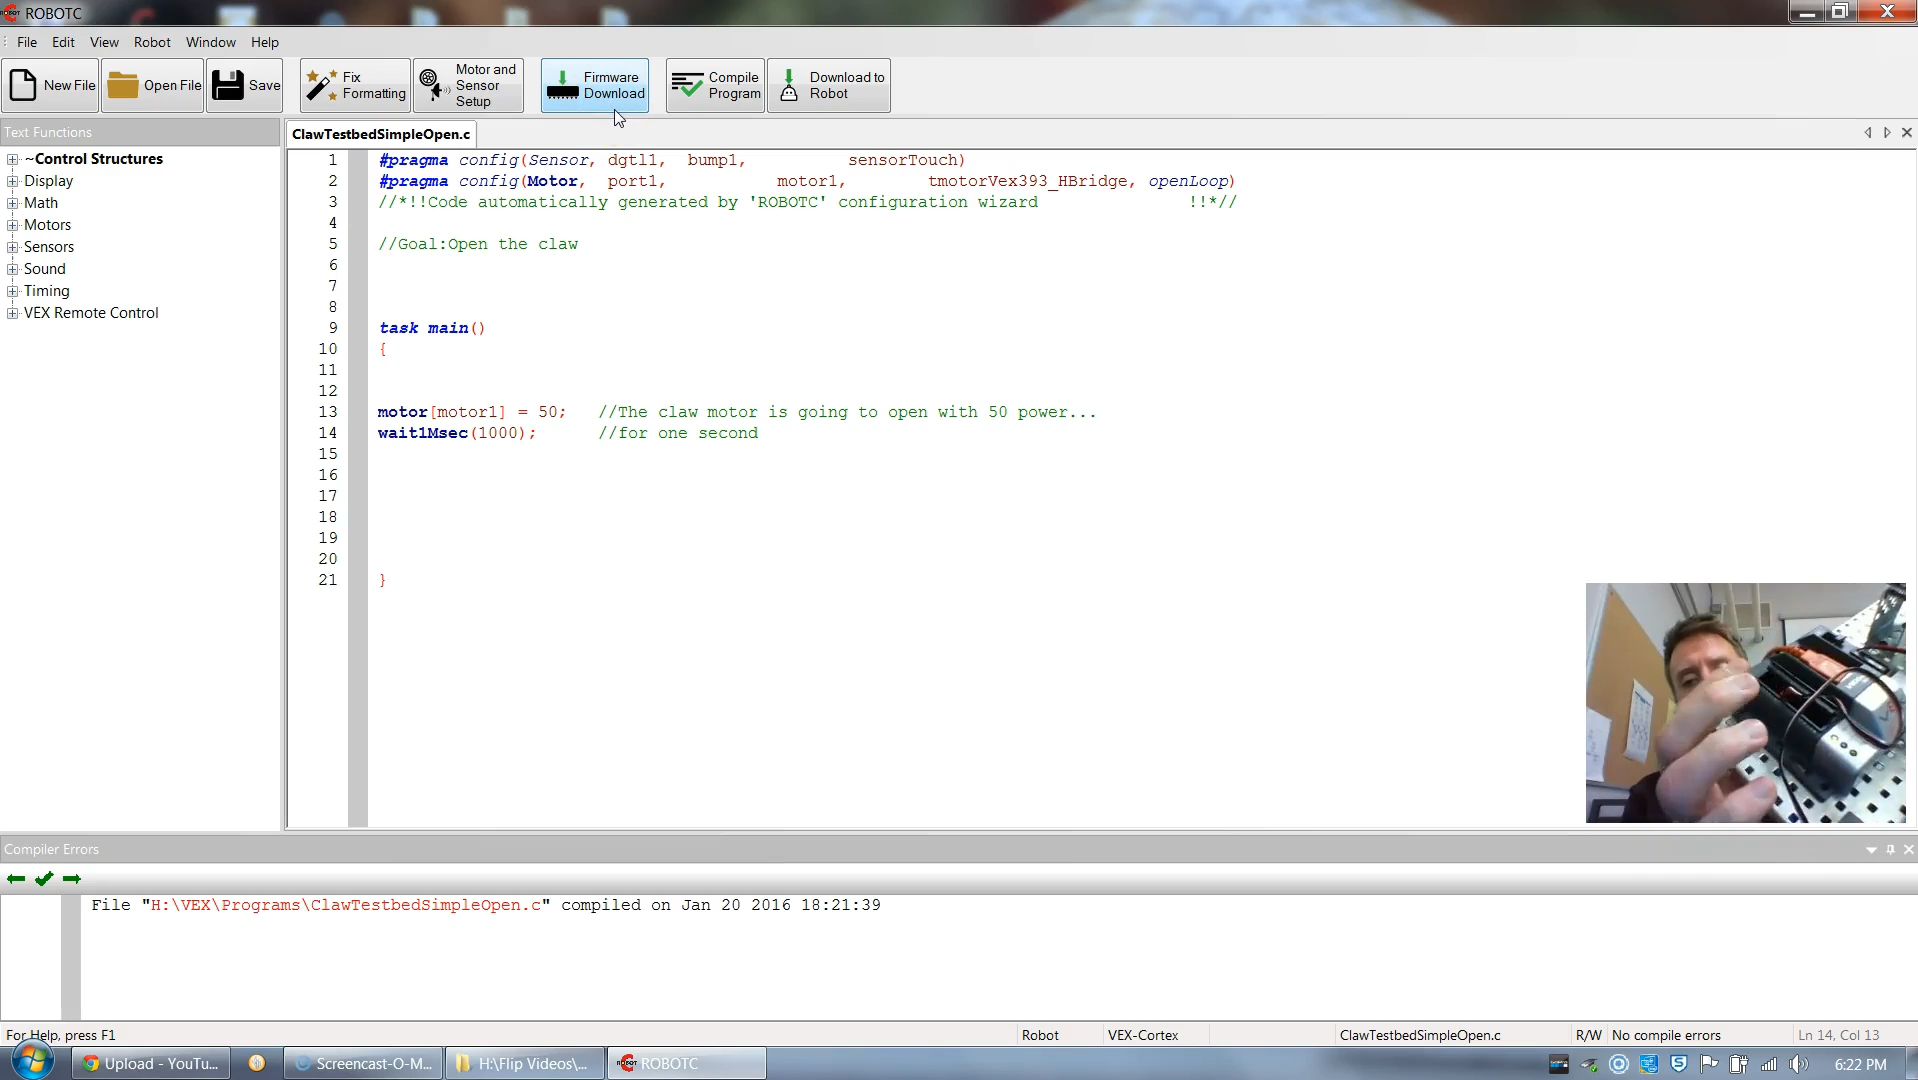 ROBOTC
File Edit View Robot Window Help
New File Open File Save Fix Formatting Motor and Sensor Setup Firmware Download Compile Program Download to Robot
Text Functions
~Control Structures
Display
Math
Motors
Sensors
Sound
Timing
VEX Remote Control
ClawTestbedSimpleOpen.c
1 #pragma config(Sensor, dgtl1, bump1, sensorTouch)
2 #pragma config(Motor, port1, motor1, tmotorVex393_HBridge, openLoop)
3 //*!!Code automatically generated by 'ROBOTC' configuration wizard !!*//
4
5 //Goal:Open the claw
6
7
8
9 task main()
10 {
11
12
13 motor[motor1] = 50; //The claw motor is going to open with 50 power...
14 wait1Msec(1000); //for one second
15
16
17
18
19
20
21 }
Compiler Errors
File "H:\VEX\Programs\ClawTestbedSimpleOpen.c" compiled on Jan 20 2016 18:21:39
For Help, press F1 Robot VEX-Cortex ClawTestbedSimpleOpen.c R/W No compile errors Ln 14, Col 13
Upload - YouTu... Screencast-O-M... H:\Flip Videos\... ROBOTC 6:22 PM